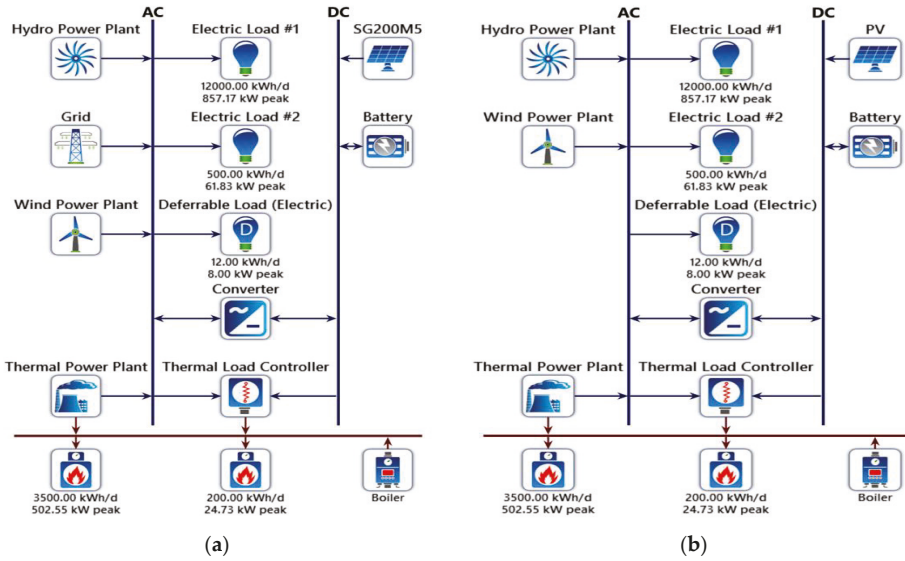 AC
DC
Hydro Power Plant
Electric Load #1
SG200M5
12000.00 kWh/d
857.17 kW peak
Grid
Electric Load #2
Battery
500.00 kWh/d
61.83 kW peak
Wind Power Plant
Deferrable Load (Electric)
D
12.00 kWh/d
8.00 kW peak
Converter
Thermal Power Plant
Thermal Load Controller
3500.00 kWh/d
502.55 kW peak
200.00 kWh/d
24.73 kW peak
Boiler
(a)
AC
DC
Hydro Power Plant
Electric Load #1
PV
12000.00 kWh/d
857.17 kW peak
Wind Power Plant
Electric Load #2
Battery
500.00 kWh/d
61.83 kW peak
Deferrable Load (Electric)
D
12.00 kWh/d
8.00 kW peak
Converter
Thermal Power Plant
Thermal Load Controller
3500.00 kWh/d
502.55 kW peak
200.00 kWh/d
24.73 kW peak
Boiler
(b)